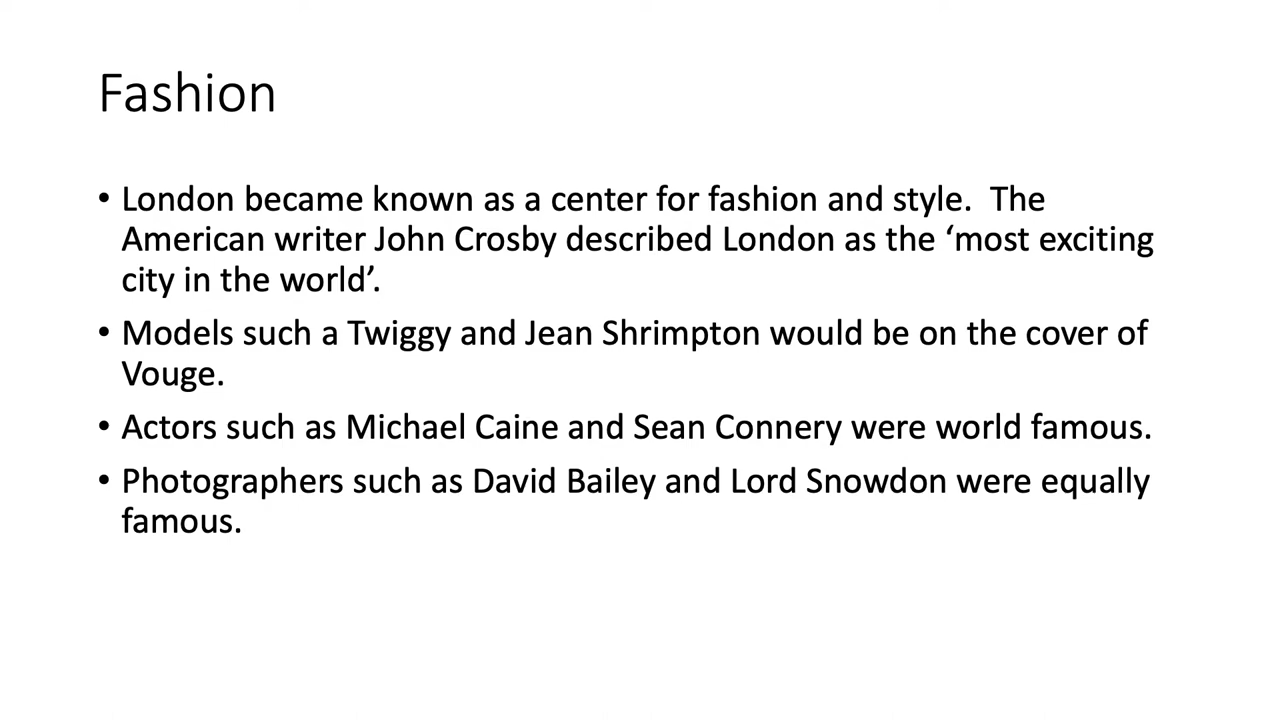 Fashion
• London became known as a center for fashion and style.  The
American writer John Crosby described London as the ‘most exciting
city in the world’.
• Models such a Twiggy and Jean Shrimpton would be on the cover of
Vouge.
• Actors such as Michael Caine and Sean Connery were world famous.
• Photographers such as David Bailey and Lord Snowdon were equally
famous.